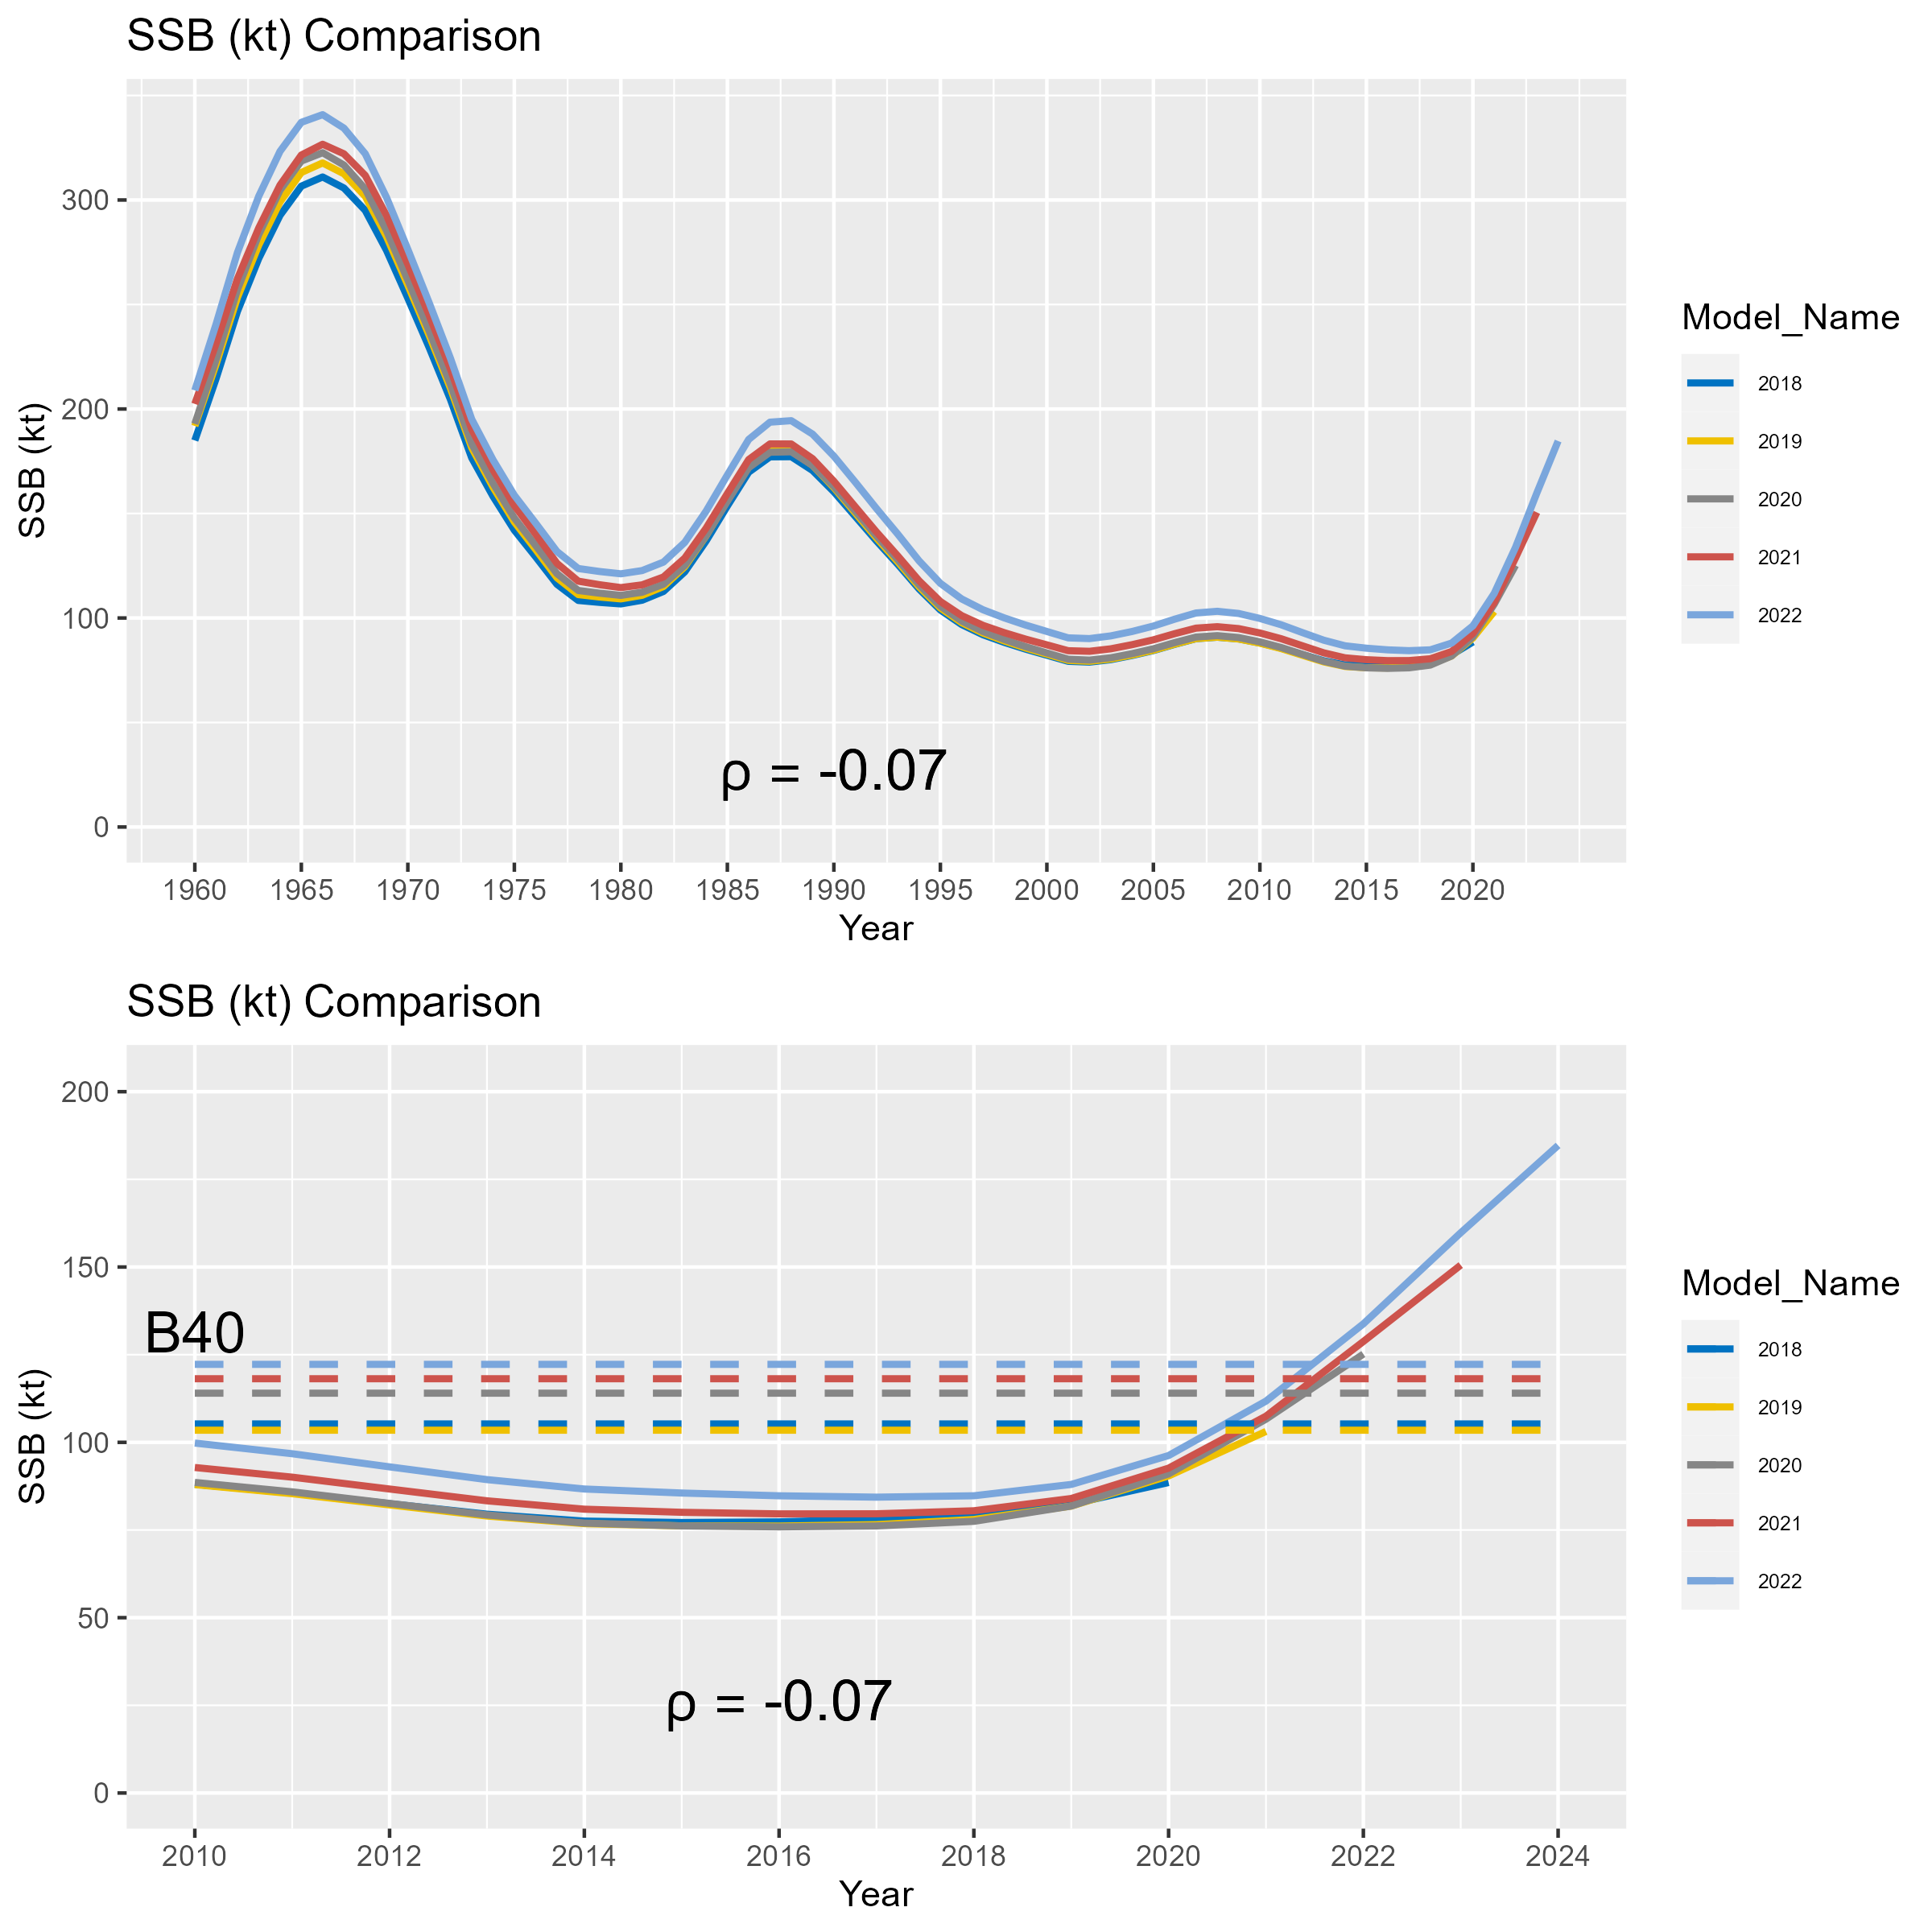 SSB (kt) Comparison
SSB (kt)
300
200
100
0
ρ = -0.07
1960 1965 1970 1975 1980 1985 1990 1995 2000 2005 2010 2015 2020
Year
Model_Name
2018
2019
2020
2021
2022
SSB (kt) Comparison
SSB (kt)
200
150
100
50
0
B40
ρ = -0.07
2010 2012 2014 2016 2018 2020 2022 2024
Year
Model_Name
2018
2019
2020
2021
2022